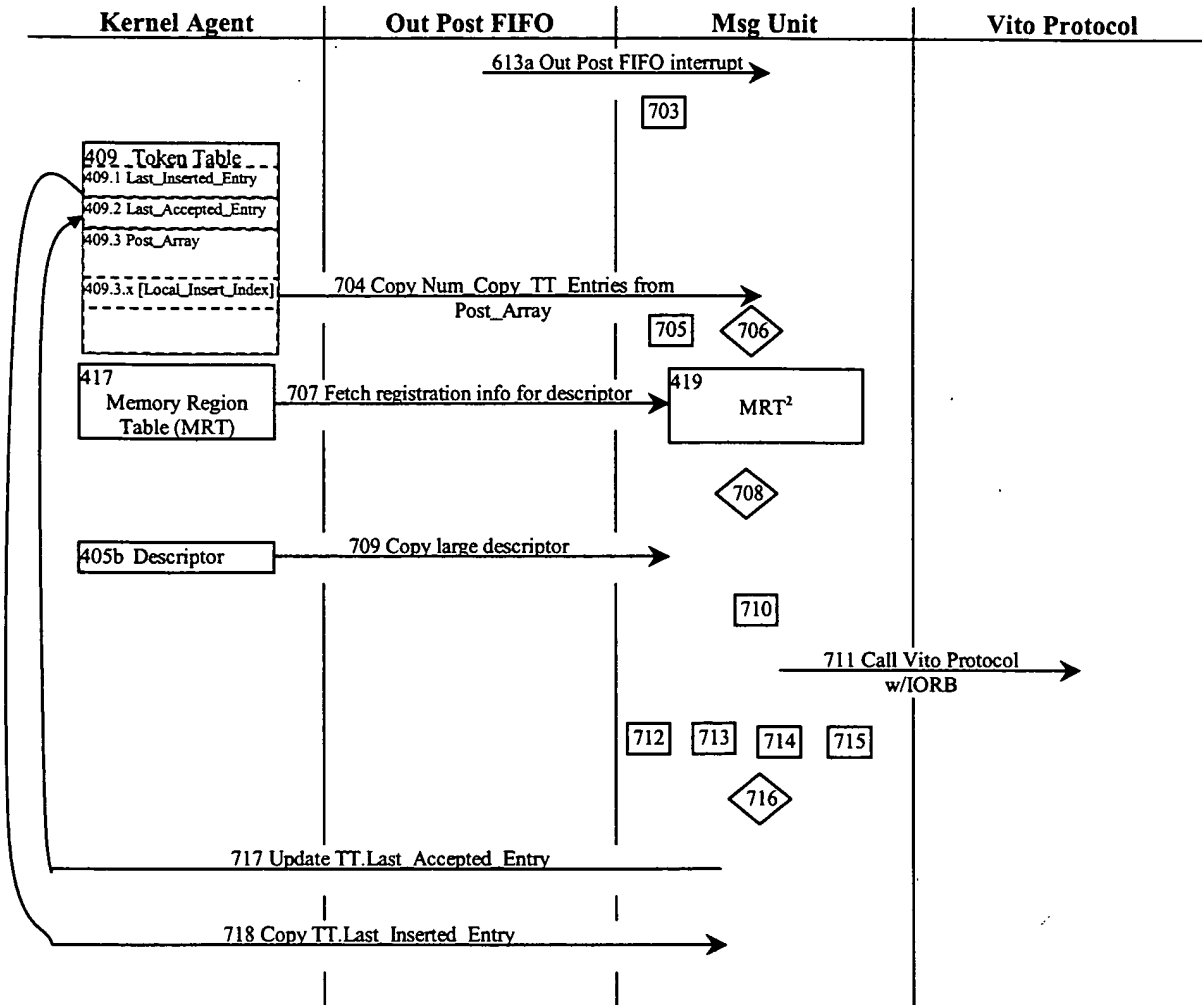 Kernel Agent
Out Post FIFO
Msg Unit
Vito Protocol
613a Out Post FIFO interrupt
703
409 Token Table
409.1 Last_Inserted_Entry
409.2 Last_Accepted_Entry
409.3 Post_Array
409.3.x [Local_Insert_Index]
704 Copy Num_Copy_TT_Entries from
Post_Array
705
706
417
Memory Region
Table (MRT)
707 Fetch registration info for descriptor
419
MRT²
708
405b Descriptor
709 Copy large descriptor
710
711 Call Vito Protocol
w/IORB
712
713
714
715
716
717 Update TT.Last_Accepted_Entry
718 Copy TT.Last_Inserted_Entry